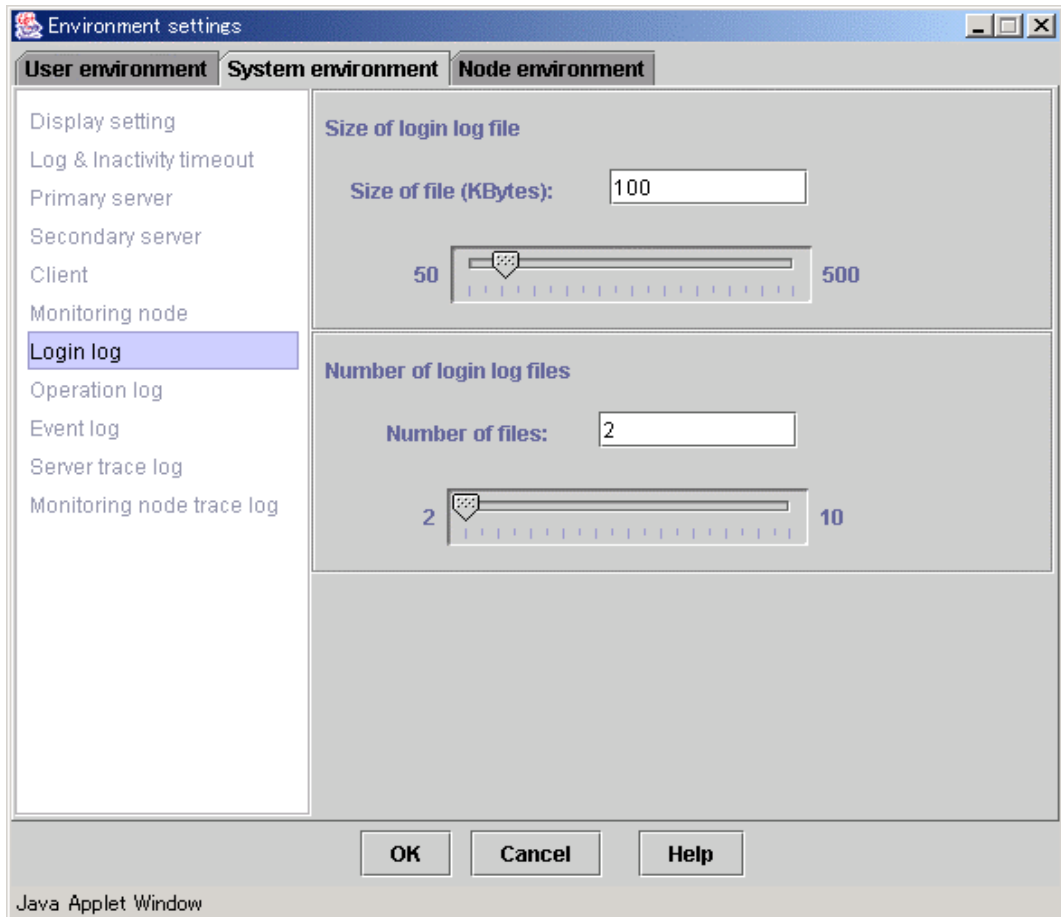 Environment settings
User environment System environment Node environment
Display setting
Log & Inactivity timeout
Primary server
Secondary server
Client
Monitoring node
Login log
Operation log
Event log
Server trace log
Monitoring node trace log
Size of login log file
Size of file (KBytes): 100
50 500
Number of login log files
Number of files: 2
2 10
OK Cancel Help
Java Applet Window